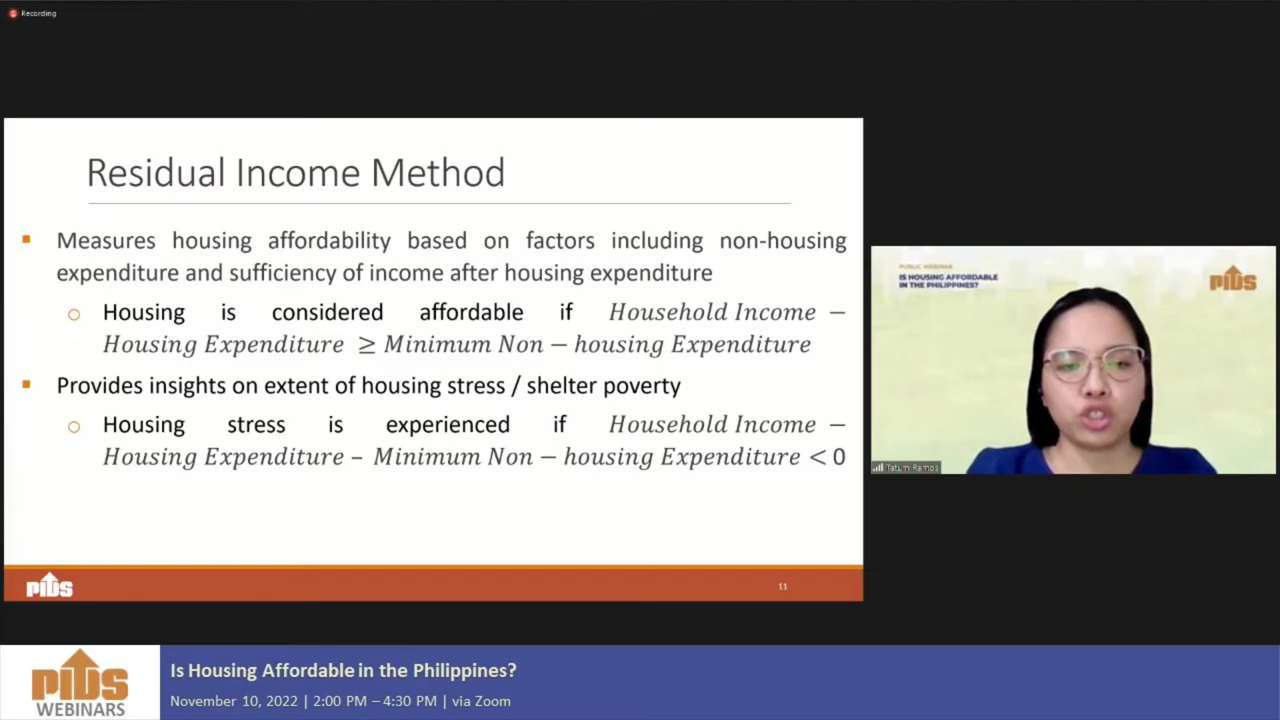 Recording
Residual Income Method
▪ Measures housing affordability based on factors including non-housing
expenditure and sufficiency of income after housing expenditure
o Housing is considered affordable if Household Income −
Housing Expenditure ≥ Minimum Non − housing Expenditure
▪ Provides insights on extent of housing stress / shelter poverty
o Housing stress is experienced if Household Income −
Housing Expenditure – Minimum Non − housing Expenditure < 0
PIDS
11
PUBLIC WEBINAR
IS HOUSING AFFORDABLE
IN THE PHILIPPINES?
PIDS
Tatum Ramos
PIDS
WEBINARS
Is Housing Affordable in the Philippines?
November 10, 2022 | 2:00 PM – 4:30 PM | via Zoom